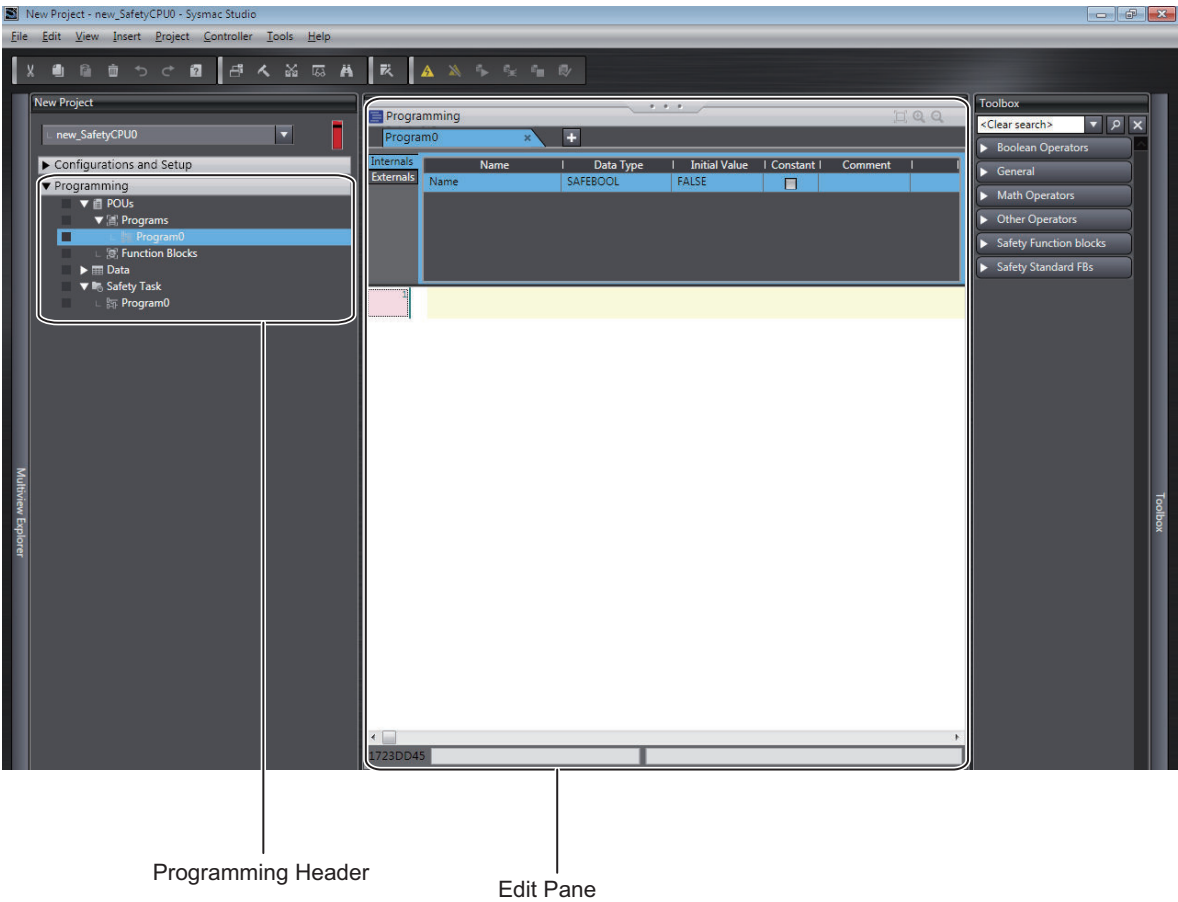 New Project - new_SafetyCPU0 - Sysmac Studio
File Edit View Insert Project Controller Tools Help
New Project
new_SafetyCPU0
Configurations and Setup
Programming
POUs
Programs
Program0
Function Blocks
Data
Safety Task
Program0
Multiview Explorer
Programming
Program0
Internals
Externals
Name Data Type Initial Value Constant Comment
Name SAFEBOOL FALSE
1
1723DD45
Toolbox
<Clear search>
Boolean Operators
General
Math Operators
Other Operators
Safety Function blocks
Safety Standard FBs
Toolbox
Programming Header
Edit Pane